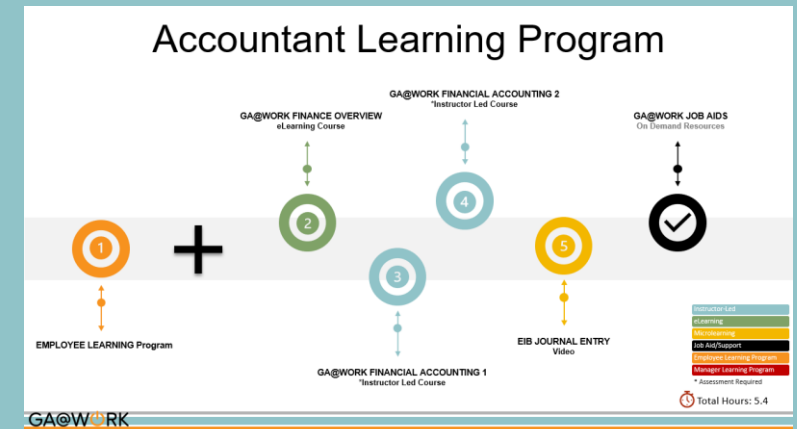 Accountant Learning Program
GA@WORK FINANCIAL ACCOUNTING 2
*Instructor Led Course
GA@WORK FINANCE OVERVIEW
eLearning Course
GA@WORK JOB AIDS
On Demand Resources
1
2
3
4
5
EMPLOYEE LEARNING Program
GA@WORK FINANCIAL ACCOUNTING 1
*Instructor Led Course
EIB JOURNAL ENTRY
Video
Instructor-Led
eLearning
Microlearning
Job Aid/Support
Employee Learning Program
Manager Learning Program
* Assessment Required
Total Hours: 5.4
GA@WORK